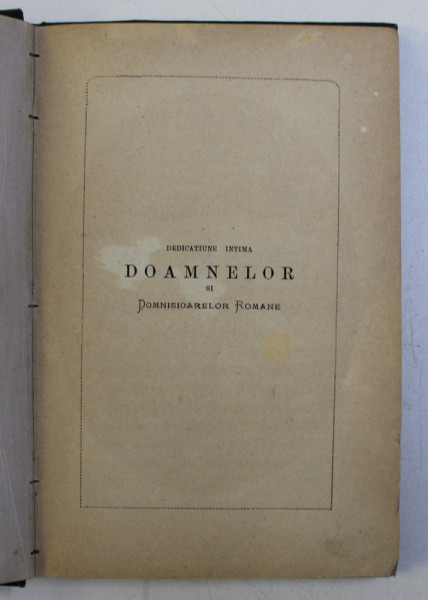 DEDICATIUNE INTIMA
DOAMNELOR
SI
DOMNISIOARELOR ROMANE